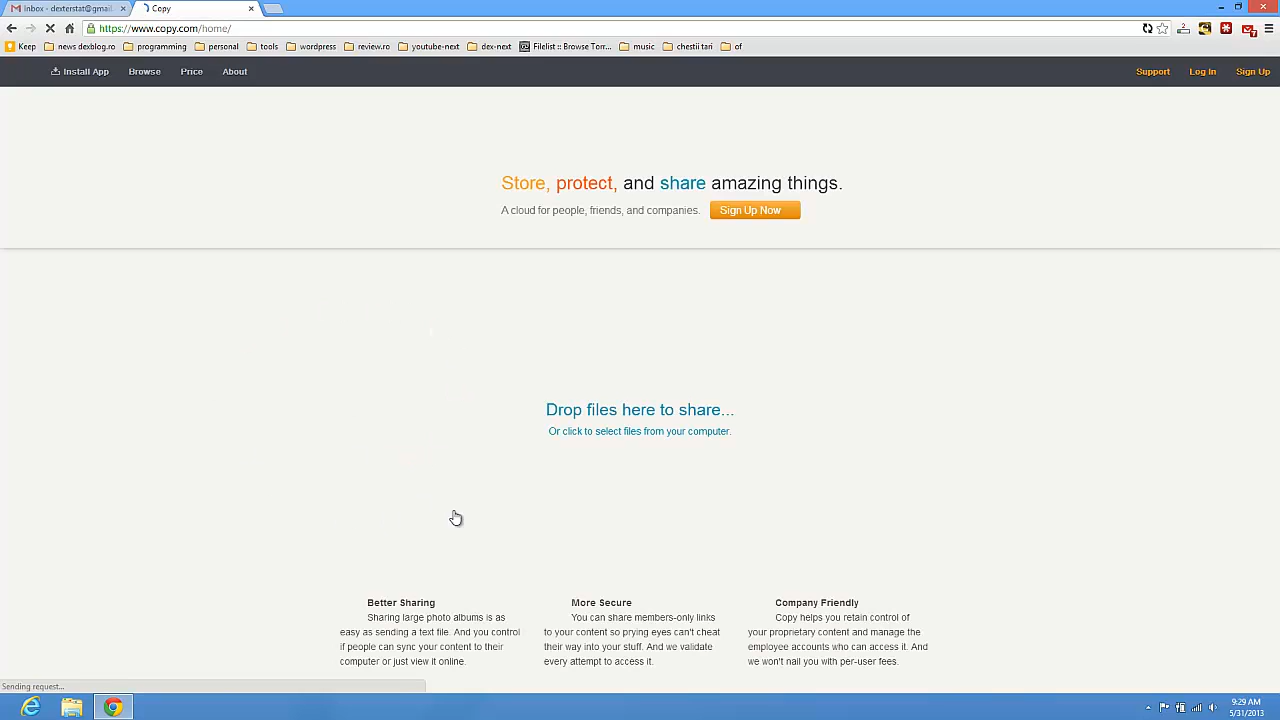 Inbox - dexterstat@gmail.
Copy
https://www.copy.com/home/
Keep news dexblog.ro programming personal tools wordpress review.ro youtube-next dex-next Filelist :: Browse Torr... music chestii tari of
Install App Browse Price About Support Log In Sign Up
Store, protect, and share amazing things.
A cloud for people, friends, and companies. Sign Up Now
Drop files here to share...
Or click to select files from your computer.
Better Sharing
Sharing large photo albums is as
easy as sending a text file. And you control
if people can sync your content to their
computer or just view it online.
More Secure
You can share members-only links
to your content so prying eyes can't cheat
their way into your stuff. And we validate
every attempt to access it.
Company Friendly
Copy helps you retain control of
your proprietary content and manage the
employee accounts who can access it. And
we won't nail you with per-user fees.
Sending request...
9:29 AM
5/31/2013